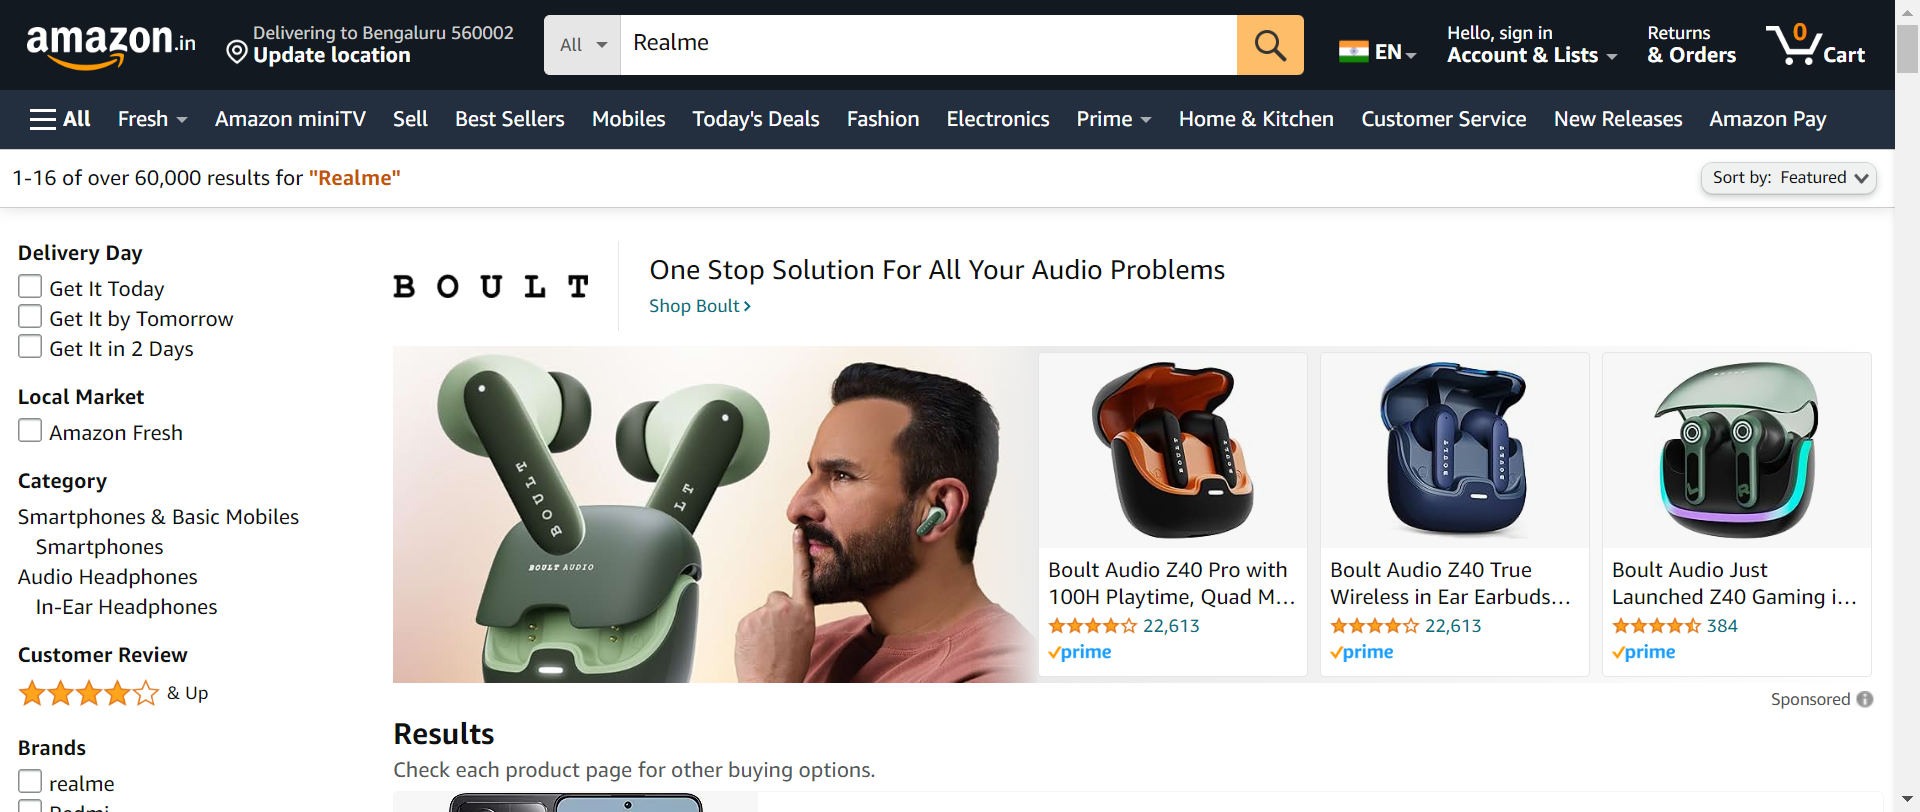 amazon.in
Delivering to Bengaluru 560002
Update location
All
Realme
EN
Hello, sign in
Account & Lists
Returns
& Orders
0
Cart
All
Fresh
Amazon miniTV
Sell
Best Sellers
Mobiles
Today's Deals
Fashion
Electronics
Prime
Home & Kitchen
Customer Service
New Releases
Amazon Pay
1-16 of over 60,000 results for "Realme"
Sort by: Featured
Delivery Day
Get It Today
Get It by Tomorrow
Get It in 2 Days
Local Market
Amazon Fresh
Category
Smartphones & Basic Mobiles
Smartphones
Audio Headphones
In-Ear Headphones
Customer Review
& Up
Brands
realme
Redmi
BOULT
One Stop Solution For All Your Audio Problems
Shop Boult
BOULT
LT
BOULT AUDIO
Boult Audio Z40 Pro with
100H Playtime, Quad M...
22,613
prime
Boult Audio Z40 True
Wireless in Ear Earbuds...
22,613
prime
Boult Audio Just
Launched Z40 Gaming i...
384
prime
Sponsored
Results
Check each product page for other buying options.